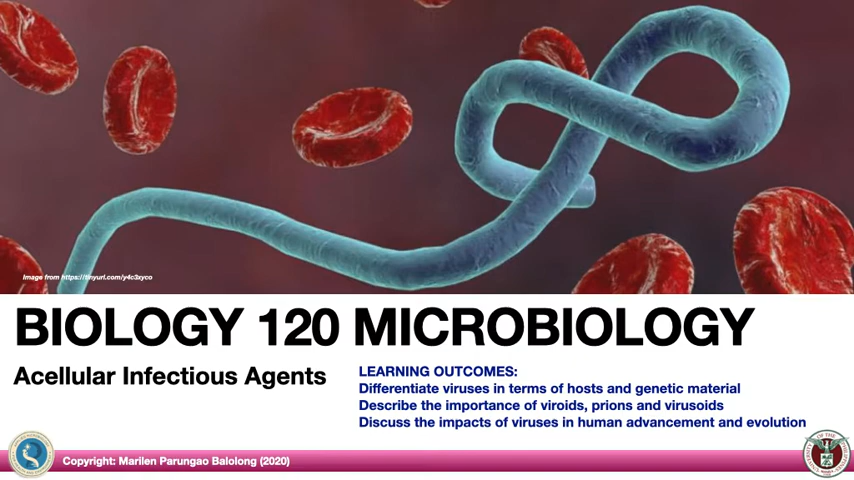 Image from https://tinyurl.com/y4c3xyco
BIOLOGY 120 MICROBIOLOGY
Acellular Infectious Agents
LEARNING OUTCOMES:
Differentiate viruses in terms of hosts and genetic material
Describe the importance of viroids, prions and virusoids
Discuss the impacts of viruses in human advancement and evolution
Copyright: Marilen Parungao Balolong (2020)